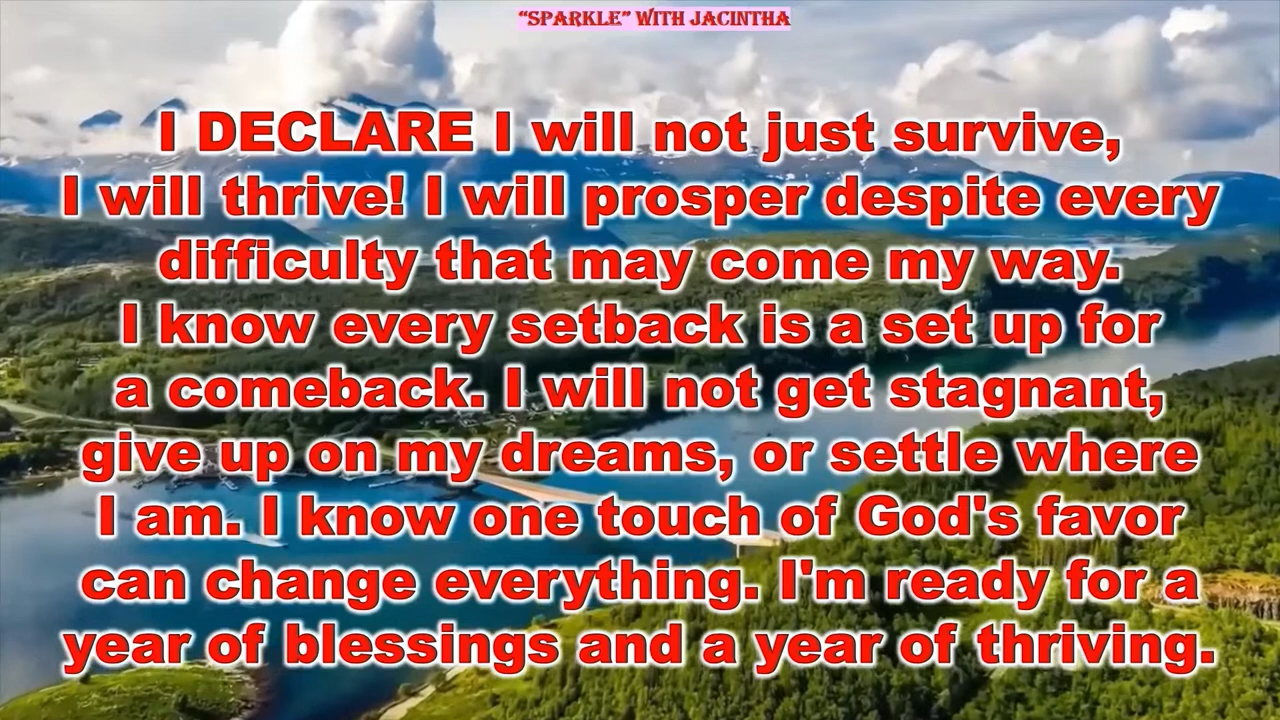 “SPARKLE” WITH JACINTHA
I DECLARE I will not just survive,
I will thrive! I will prosper despite every
difficulty that may come my way.
I know every setback is a set up for
a comeback. I will not get stagnant,
give up on my dreams, or settle where
I am. I know one touch of God's favor
can change everything. I'm ready for a
year of blessings and a year of thriving.